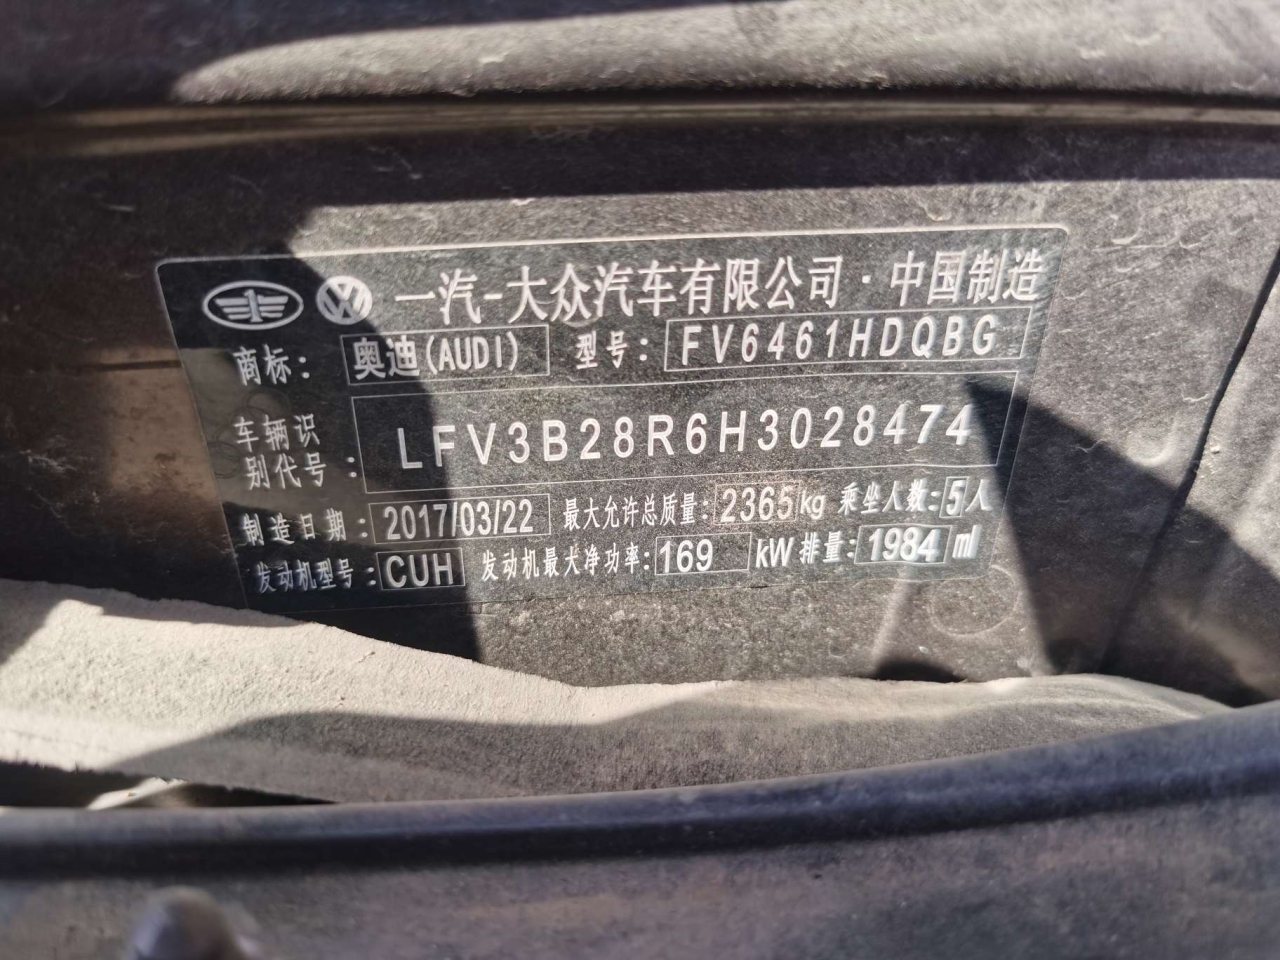 一汽-大众汽车有限公司·中国制造
商标: 奥迪(AUDI) 型号: FV6461HDQBG
车辆识
别代号: LFV3B28R6H3028474
制造日期: 2017/03/22 最大允许总质量: 2365kg 乘坐人数: 5人
发动机型号: CUH 发动机最大净功率: 169 kW 排量: 1984 ml